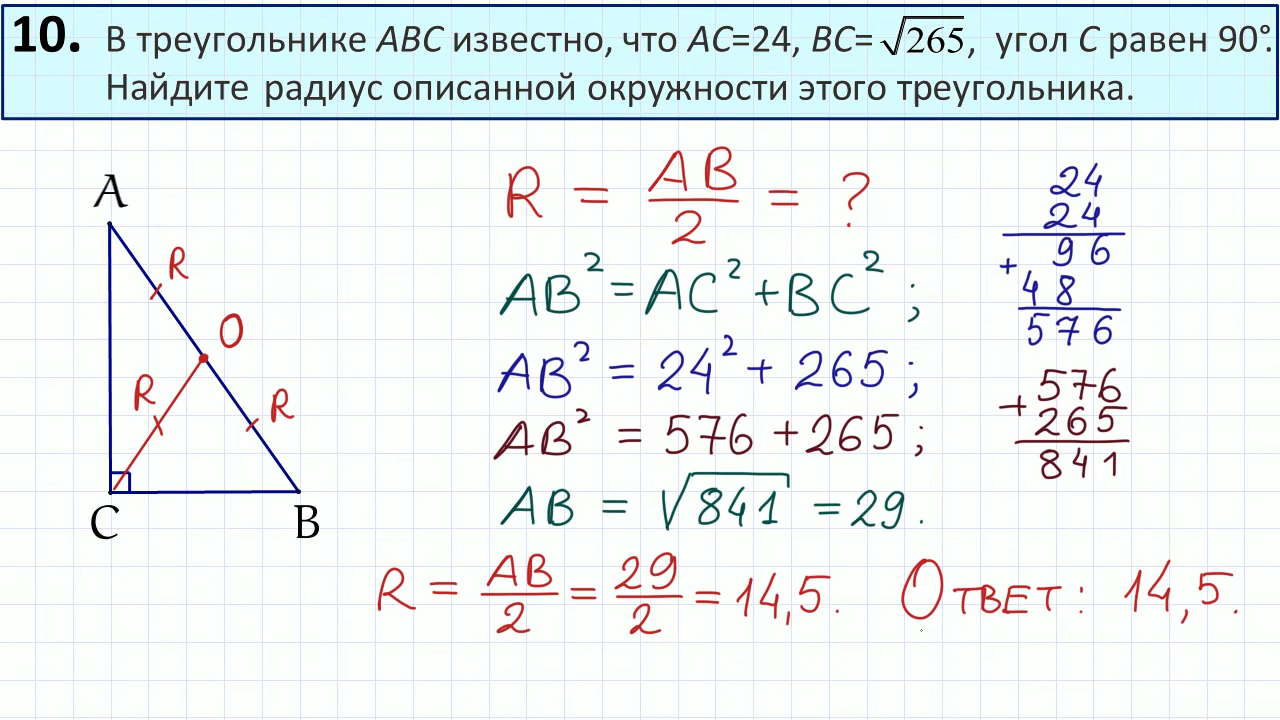 10. В треугольнике ABC известно, что AC=24, BC=√265, угол C равен 90°.
Найдите радиус описанной окружности этого треугольника.
A
R
O
R
R
C
B
R = AB/2 = ?
AB² = AC² + BC² ;
AB² = 24² + 265 ;
AB² = 576 + 265 ;
AB = √841 = 29.
R = AB/2 = 29/2 = 14,5. Ответ: 14,5.
24
24
96
+
48
576
576
+
265
841